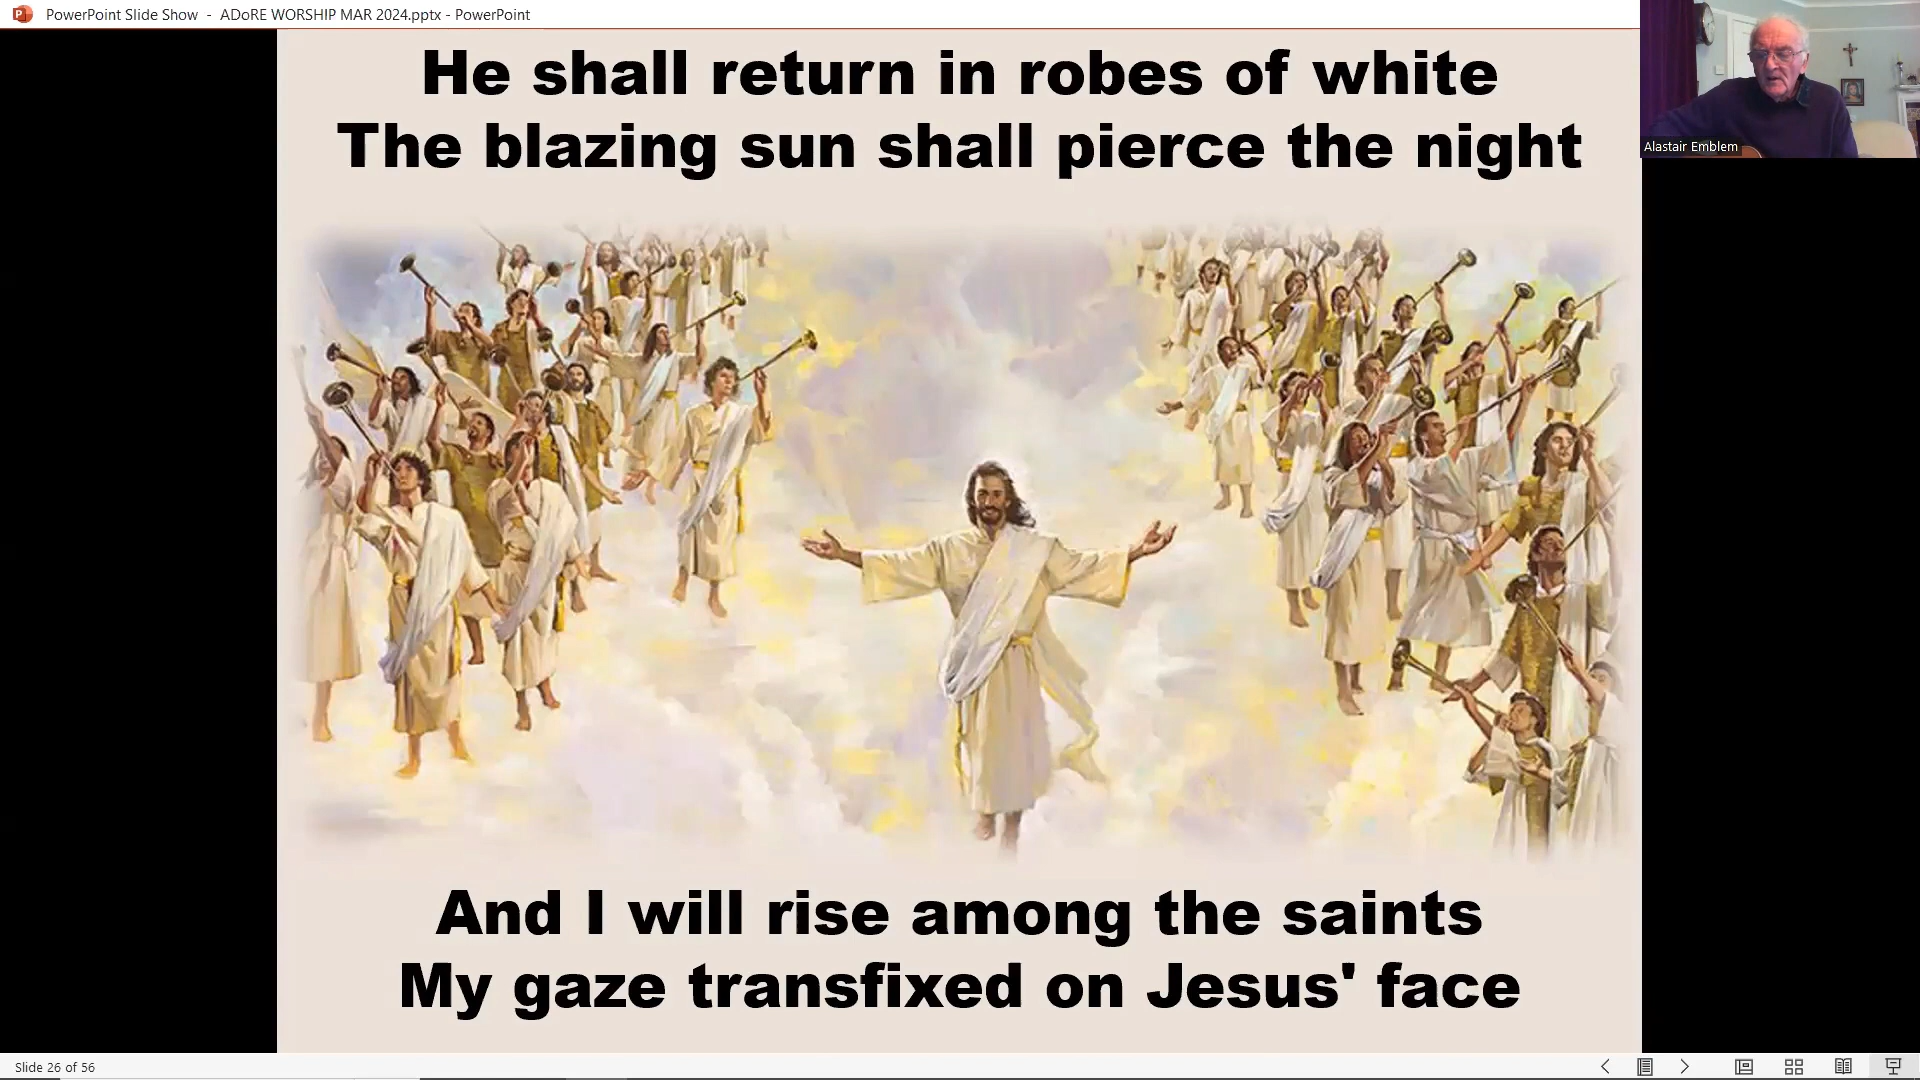 PowerPoint Slide Show - ADoRE WORSHIP MAR 2024.pptx - PowerPoint
He shall return in robes of white
The blazing sun shall pierce the night
Alastair Emblem
And I will rise among the saints
My gaze transfixed on Jesus' face
Slide 26 of 56